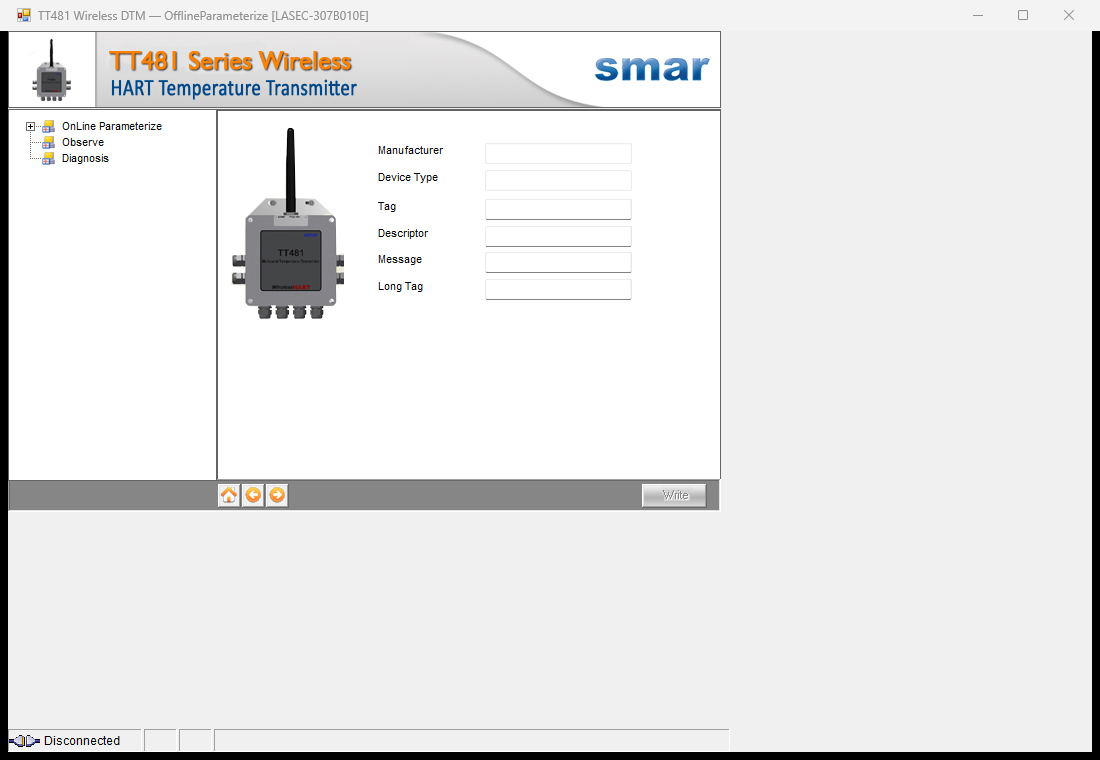 TT481 Wireless DTM — OfflineParameterize [LASEC-307B010E]
TT481 Series Wireless
HART Temperature Transmitter
smar
OnLine Parameterize
Observe
Diagnosis
Manufacturer
Device Type
Tag
Descriptor
Message
Long Tag
TT481
WirelessHART
Write
Disconnected